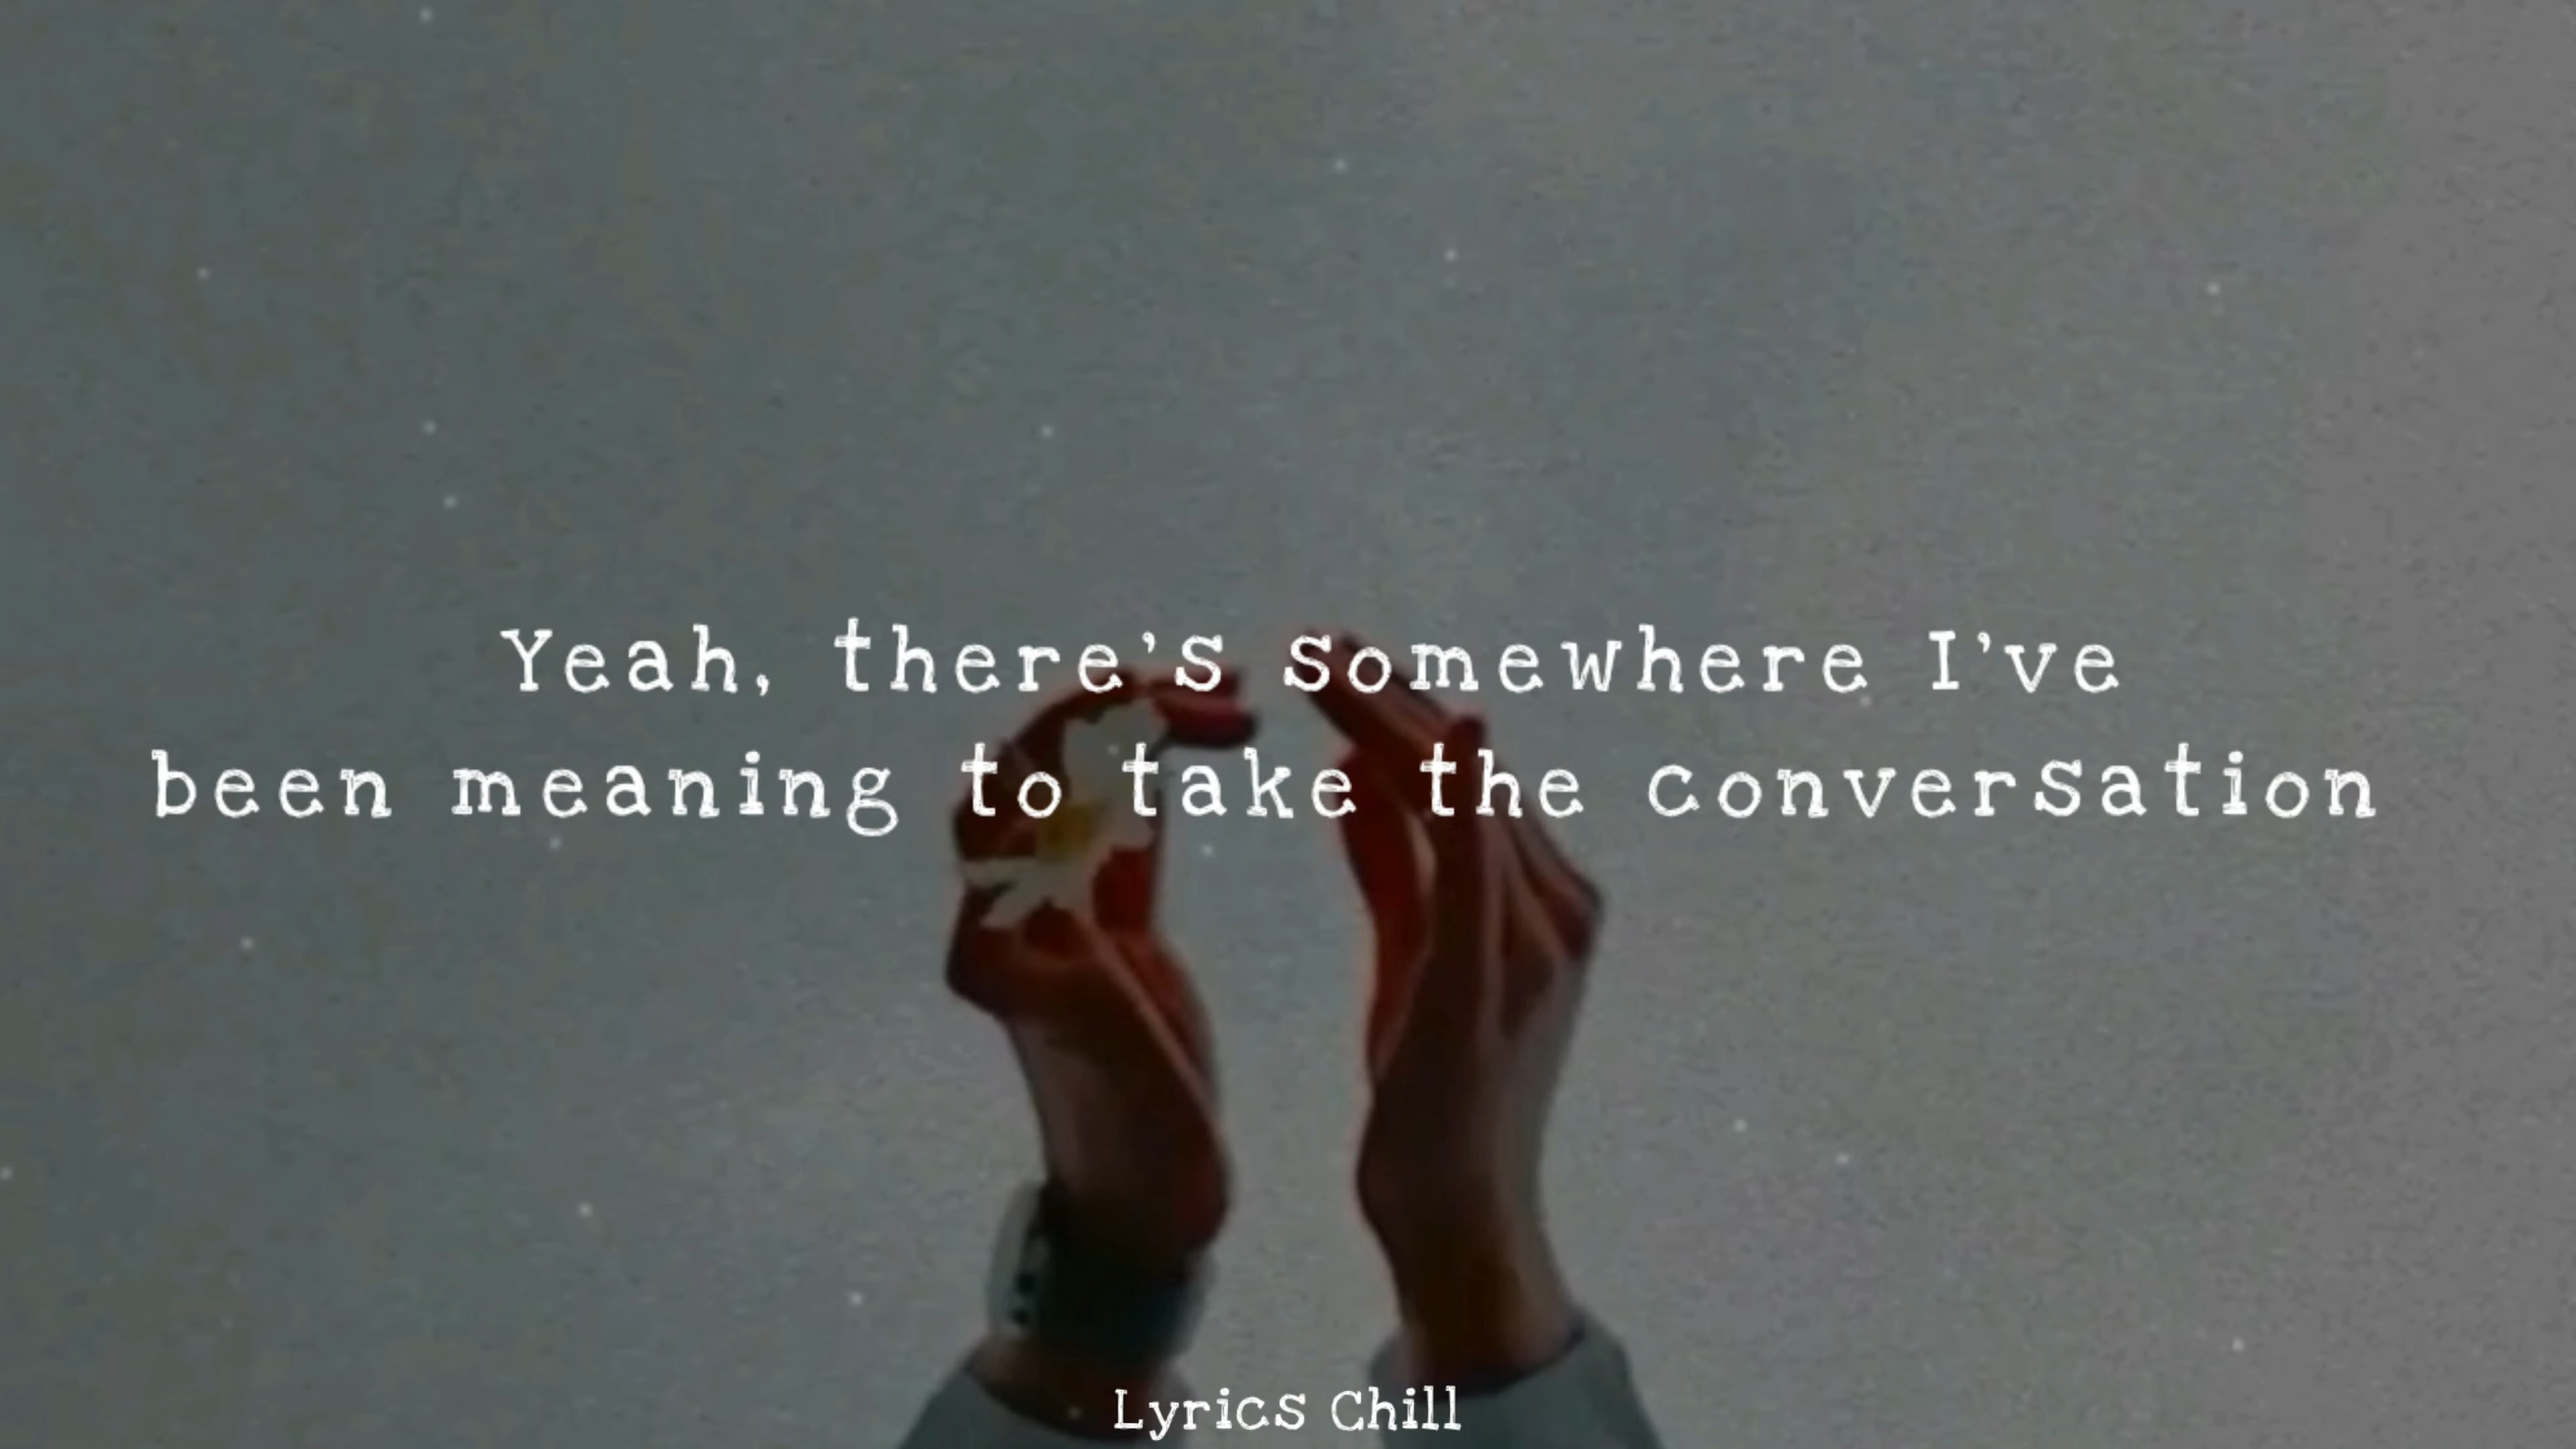 Yeah, there's somewhere I've
been meaning to take the conversation
Lyrics Chill